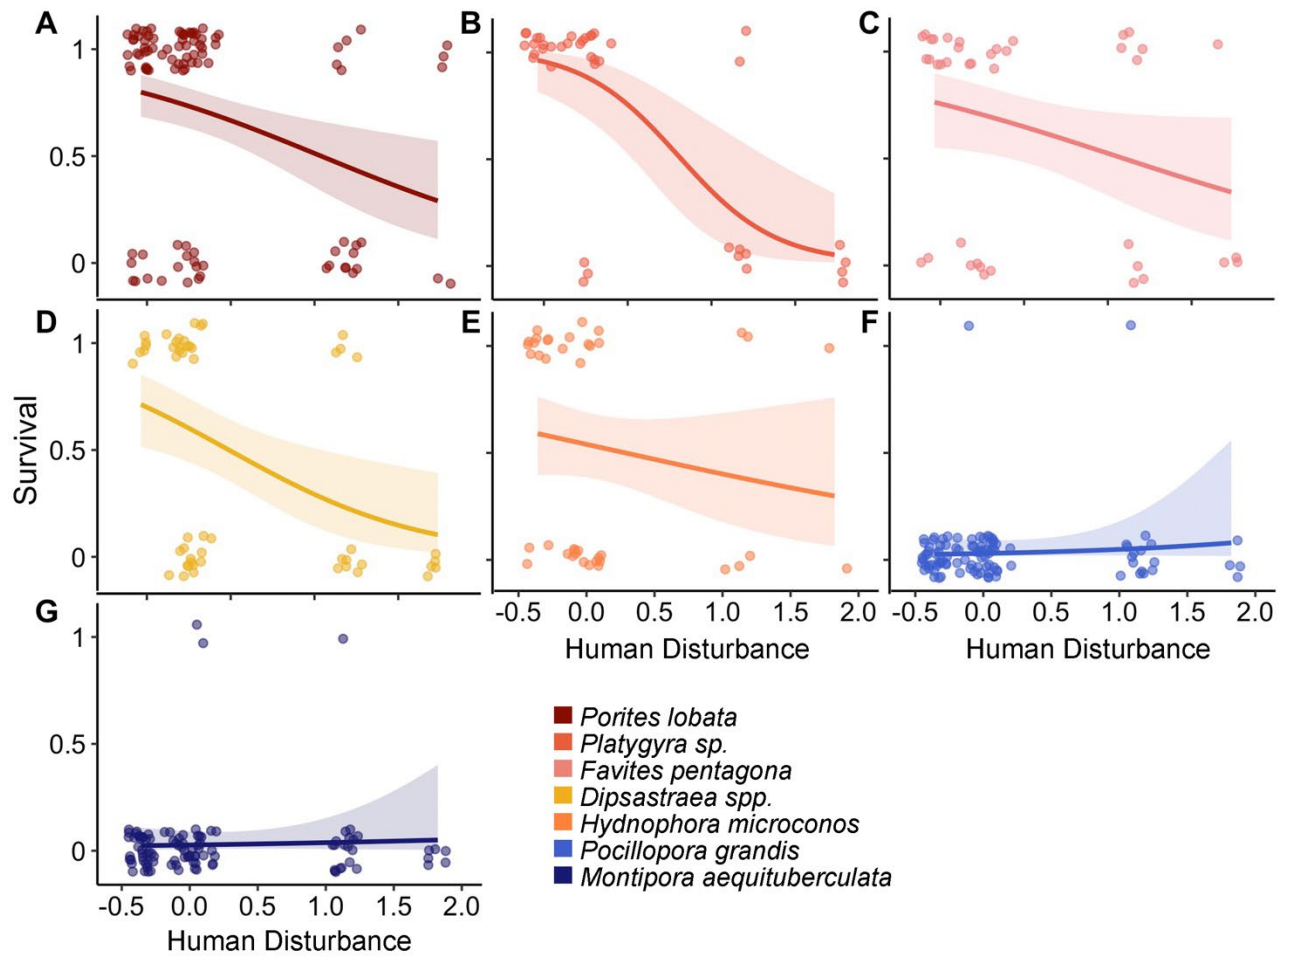 A
B
C
1
0.5
0
D
E
F
1
0.5
0
Survival
-0.5 0.0 0.5 1.0 1.5 2.0
-0.5 0.0 0.5 1.0 1.5 2.0
Human Disturbance
Human Disturbance
G
1
0.5
0
-0.5 0.0 0.5 1.0 1.5 2.0
Human Disturbance
Porites lobata
Platygyra sp.
Favites pentagona
Dipsastraea spp.
Hydnophora microconos
Pocillopora grandis
Montipora aequituberculata